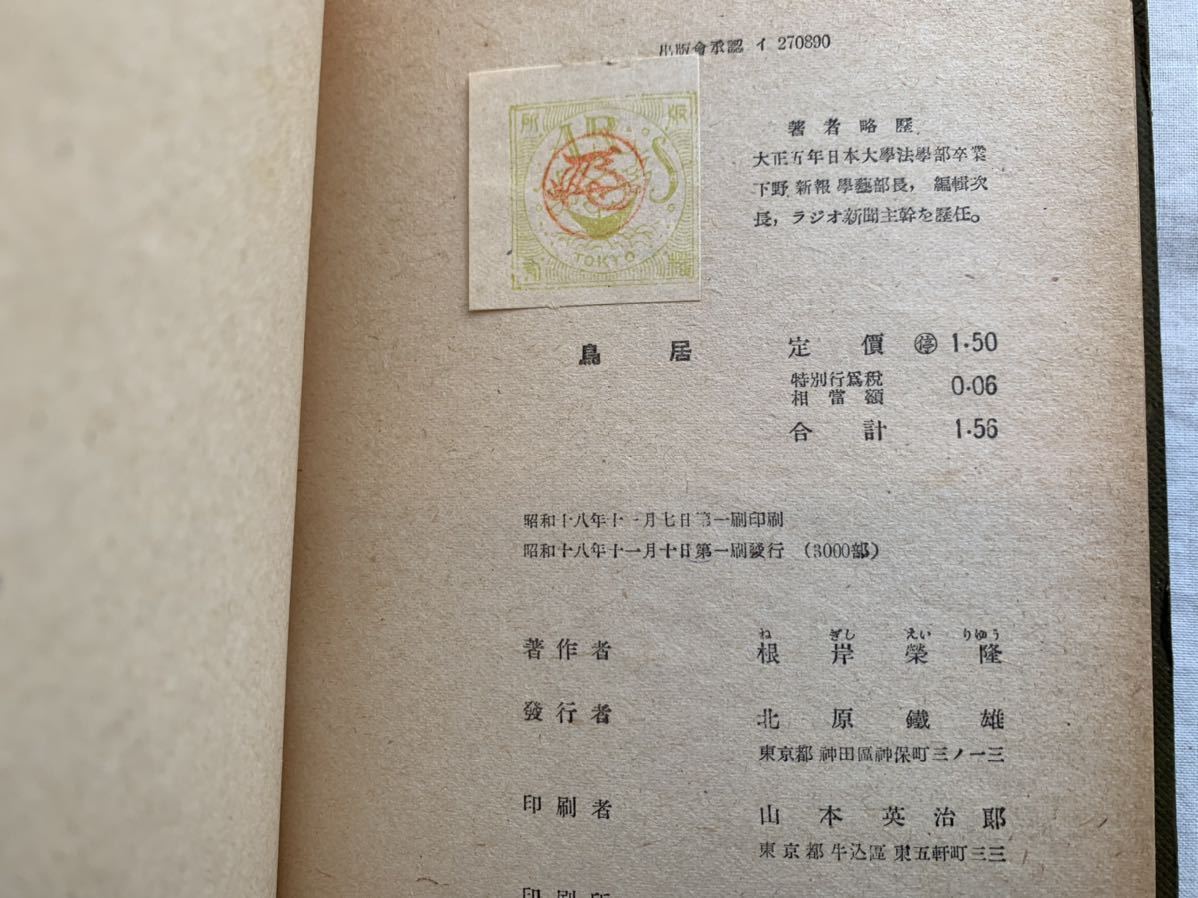 出版會承認 イ 270890
ARS
TOKYO
著者略歷
大正五年日本大學法學部卒業
下野新報學藝部長，編輯次
長，ラジオ新聞主幹を歷任。
鳥居 定價 ㊡ 1.50
特別行爲稅
相當額 0.06
合計 1.56
昭和十八年十一月七日第一刷印刷
昭和十八年十一月十日第一刷發行 （3000部）
ねぎしえいりゆう
著作者 根岸榮隆
發行者 北原鐵雄
東京都神田區神保町三ノ一三
印刷者 山本英治郞
東京都牛込區東五軒町三三
印刷所